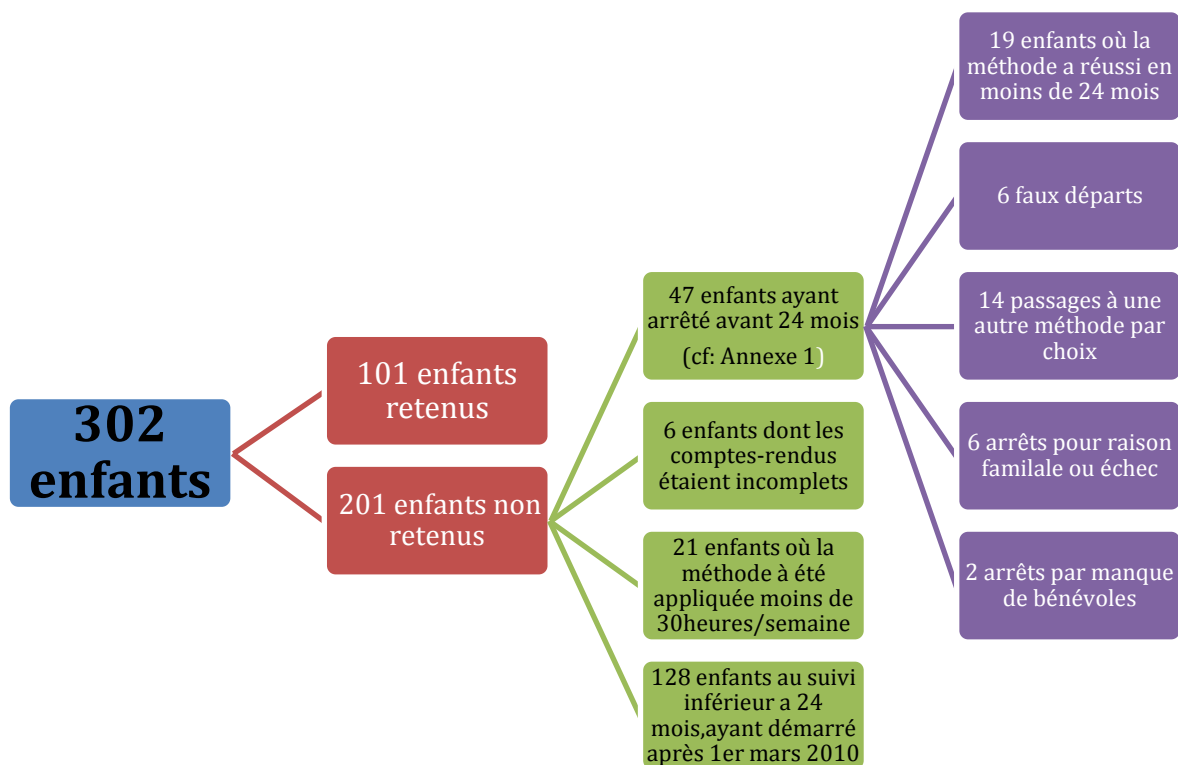 302
enfants
101 enfants
retenus
201 enfants non
retenus
47 enfants ayant
arrêté avant 24 mois
(cf: Annexe 1)
6 enfants dont les
comptes-rendus
étaient incomplets
21 enfants où la
méthode à été
appliquée moins de
30heures/semaine
128 enfants au suivi
inférieur a 24
mois,ayant démarré
après 1er mars 2010
19 enfants où la
méthode a réussi en
moins de 24 mois
6 faux départs
14 passages à une
autre méthode par
choix
6 arrêts pour raison
familale ou échec
2 arrêts par manque
de bénévoles